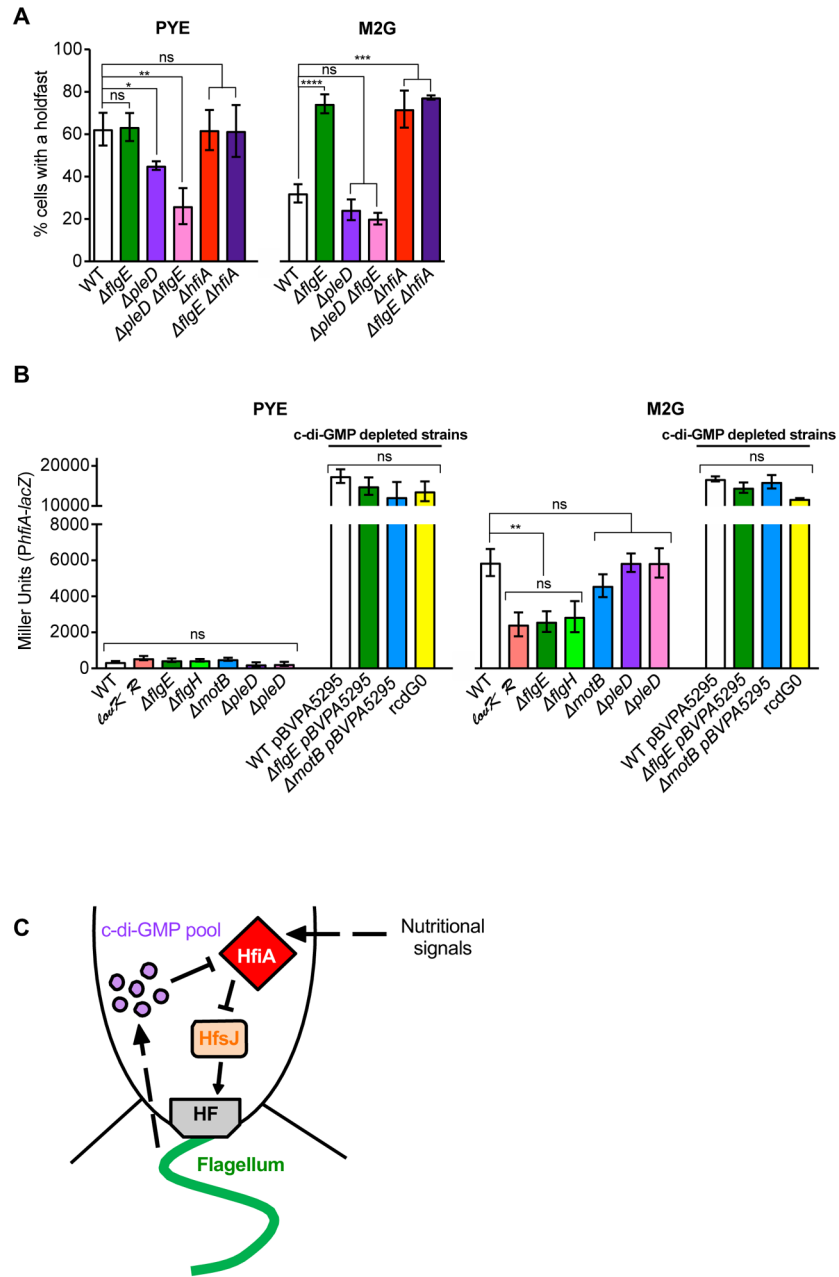 A
PYE
M2G
% cells with a holdfast
100
80
60
40
20
0
ns
**
*
ns
***
ns
****
WT
ΔflgE
ΔpleD
ΔpleD ΔflgE
ΔhfiA
ΔflgE ΔhfiA
WT
ΔflgE
ΔpleD
ΔpleD ΔflgE
ΔhfiA
ΔflgE ΔhfiA
B
PYE
M2G
c-di-GMP depleted strains
c-di-GMP depleted strains
Miller Units (PhfiA-lacZ)
20000
10000
8000
6000
4000
2000
0
ns
ns
ns
**
ns
ns
WT
lovK R
ΔflgE
ΔflgH
ΔmotB
ΔpleD
ΔpleD
WT pBVPA5295
ΔflgE pBVPA5295
ΔmotB pBVPA5295
rcdG0
WT
lovK R
ΔflgE
ΔflgH
ΔmotB
ΔpleD
ΔpleD
WT pBVPA5295
ΔflgE pBVPA5295
ΔmotB pBVPA5295
rcdG0
C
c-di-GMP pool
HfiA
Nutritional
signals
HfsJ
HF
Flagellum